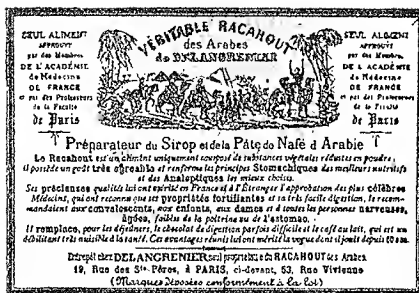 VÉRITABLE RACAHOUT
des Arabes
de DELANGRENIER
SEUL ALIMENT
APPROUVÉ
par des Membres
DE L'ACADÉMIE
de Médecine
DE FRANCE
et par des Professeurs
de la Faculté
de Paris
SEUL ALIMENT
APPROUVÉ
par des Membres
DE L'ACADÉMIE
de Médecine
DE FRANCE
et par des Professeurs
de la Faculté
de Paris
Préparateur du Sirop et de la Pâte de Nafé d'Arabie
Le Racahout est un aliment uniquement composé de substances végétales réduites en poudre;
il possède un goût très agréable et renferme les principes Stomachiques des meilleurs nutritifs
et des Analeptiques les mieux choisis.
Ses précieuses qualités lui ont mérité en France et à l'Étranger l'approbation des plus célèbres
Médecins, qui ont reconnu que ses propriétés fortifiantes et sa très facile digestion, le recom-
mandaient aux convalescents, aux enfants, aux dames et à toutes les personnes nerveuses,
âgées, faibles de la poitrine ou de l'estomac.
Il remplace, pour les déjeuners, le chocolat de digestion parfois difficile et le café au lait, qui est un
débilitant très nuisible à la santé. Ces avantages réunis lui ont mérité la vogue dont il jouit depuis 60 ans.
Entrepôt chez DELANGRENIER seul propriétaire du RACAHOUT des Arabes
19, Rue des Sts-Pères, à PARIS, ci-devant, 53, Rue Vivienne
(Marques déposées conformément à la loi)